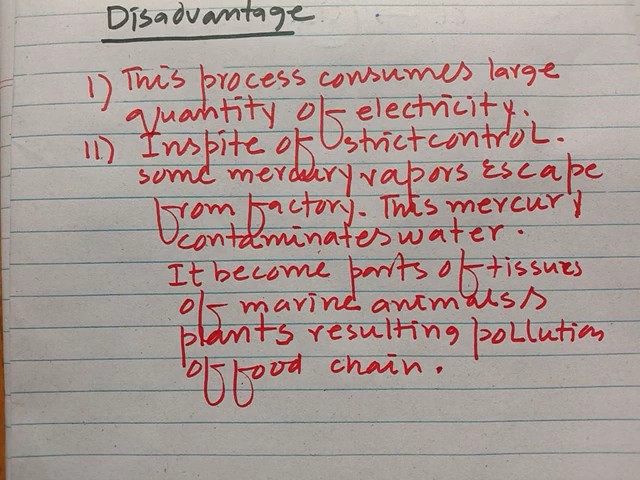 Disadvantage
I) This process consumes large
quantity of electricity.
II) Inspite of strict control.
some mercury vapors Escape
from factory. This mercury
contaminates water.
It become parts of tissues
of marine animals &
plants resulting pollution
of food chain.